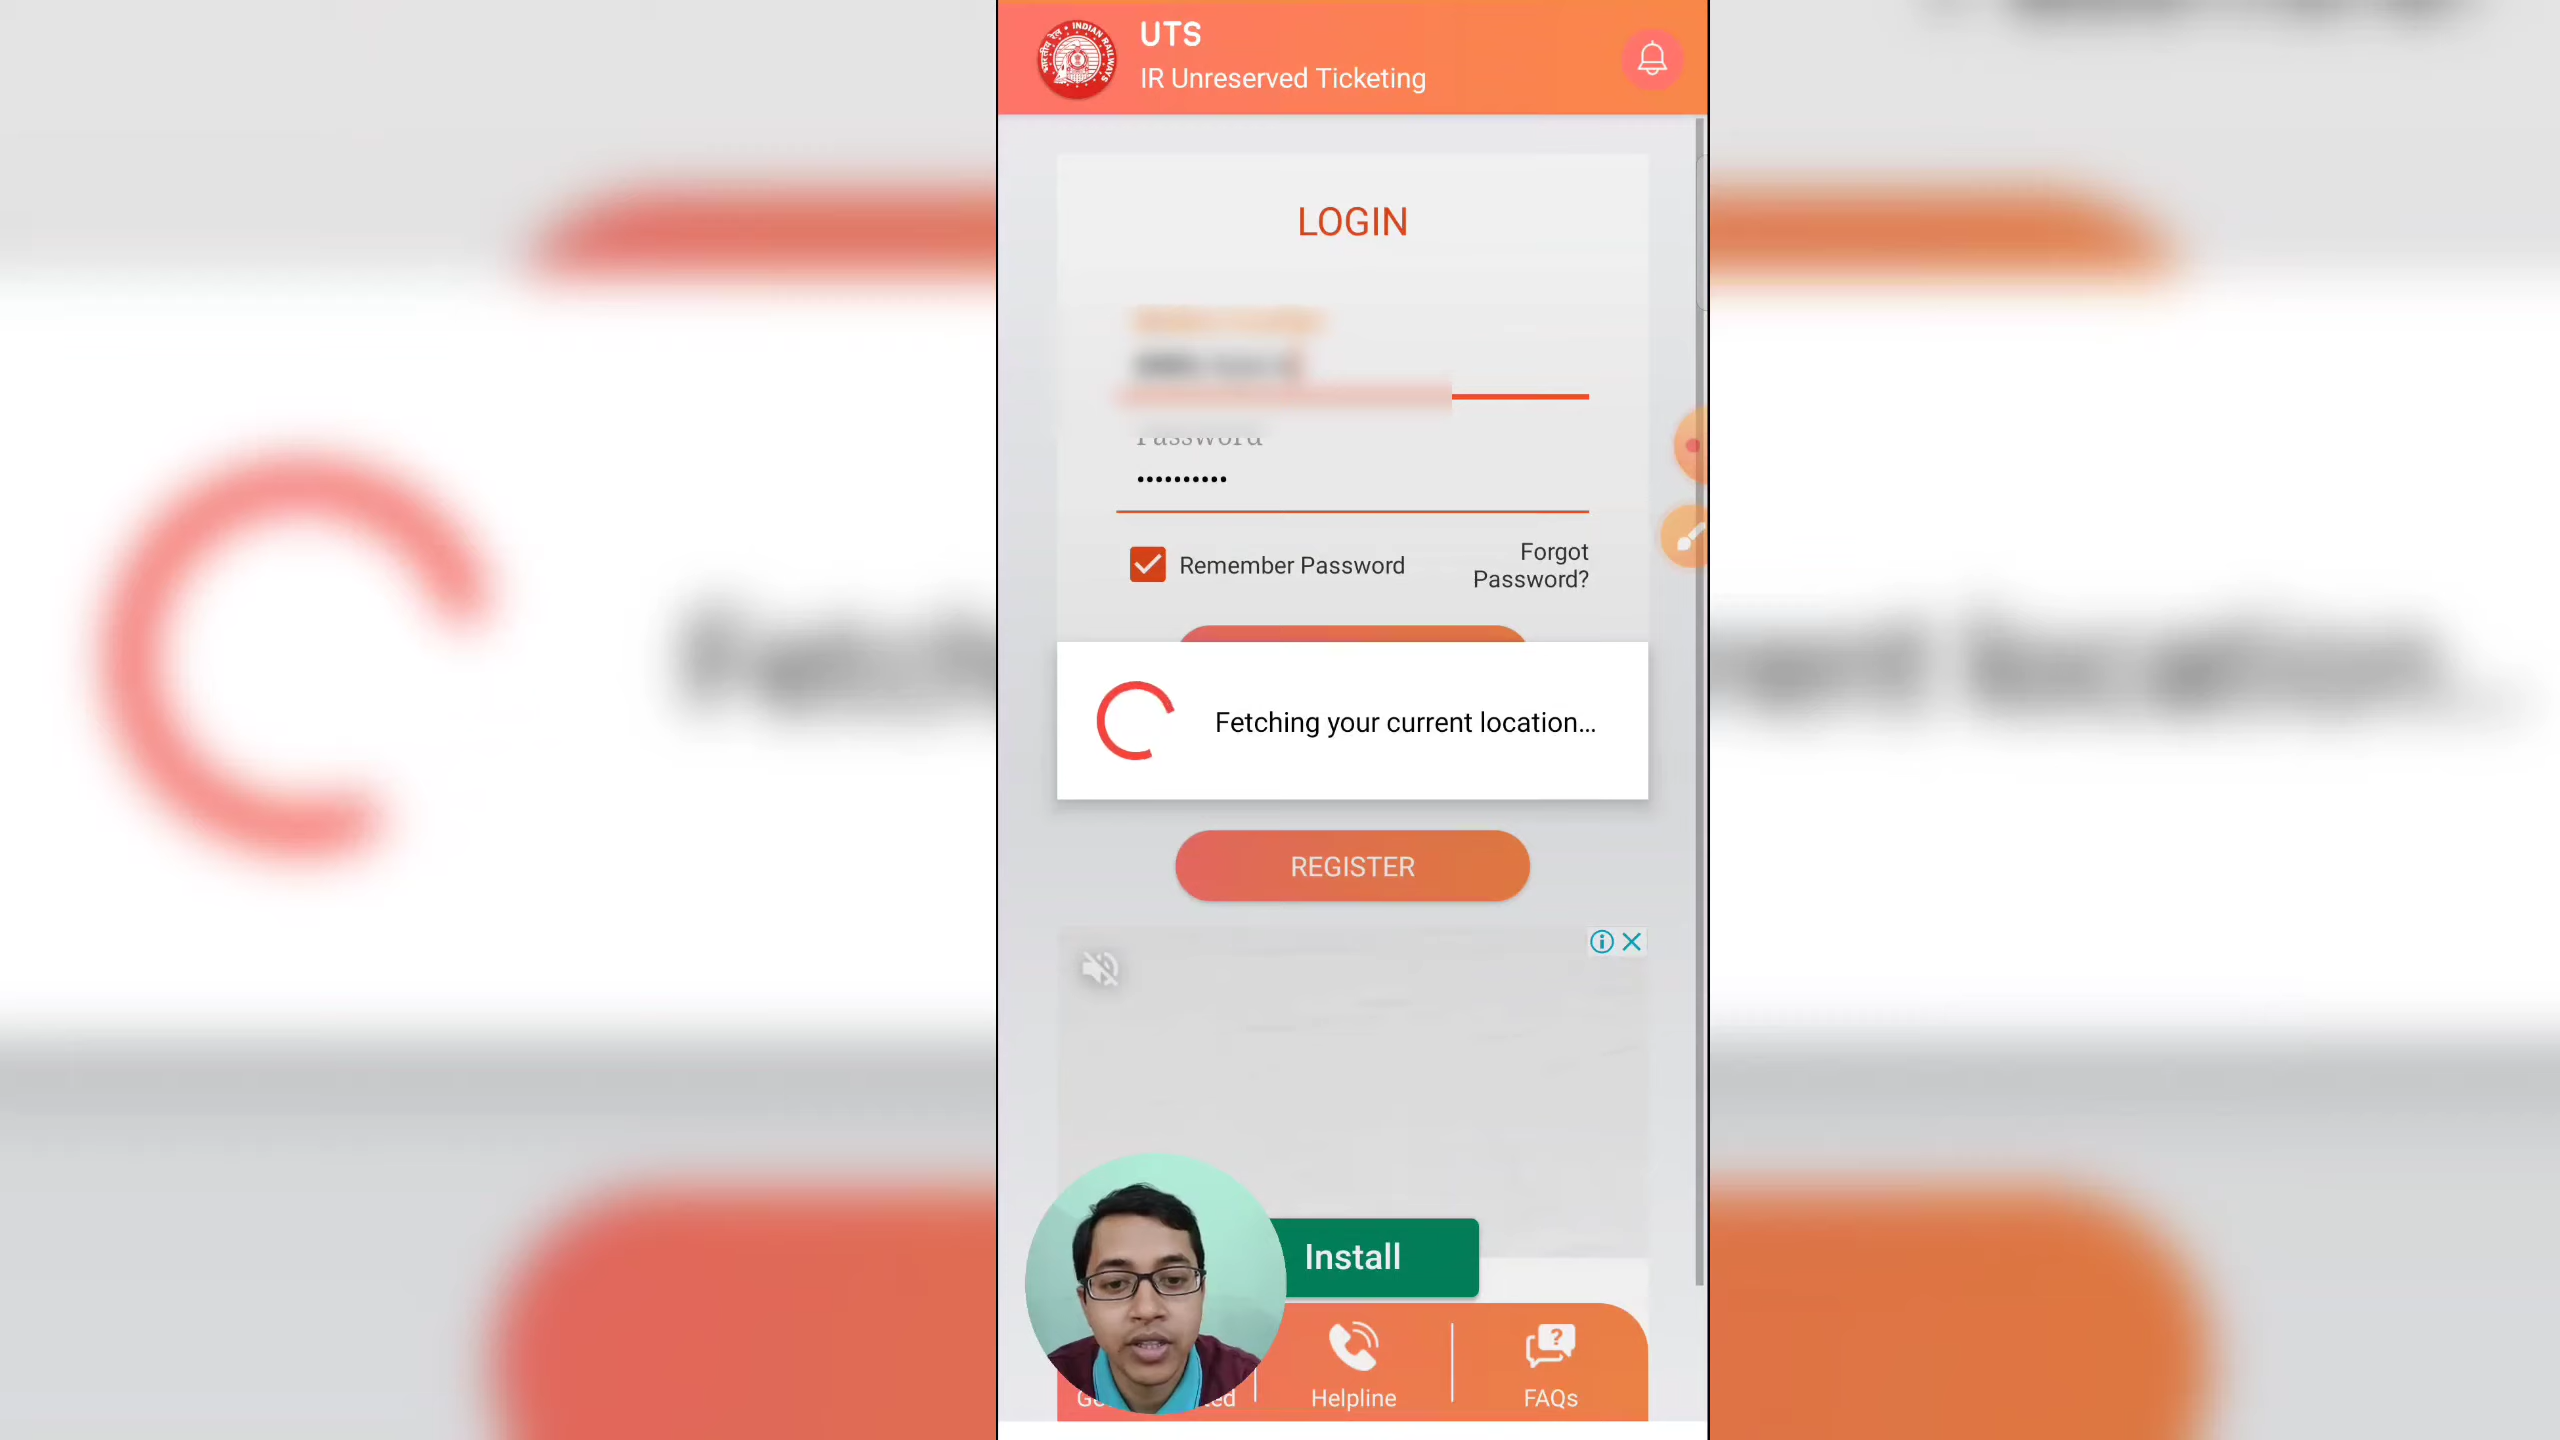 UTS
IR Unreserved Ticketing
LOGIN
Password
••••••••••
Remember Password
Forgot
Password?
Fetching your current location...
REGISTER
Install
Helpline
FAQs